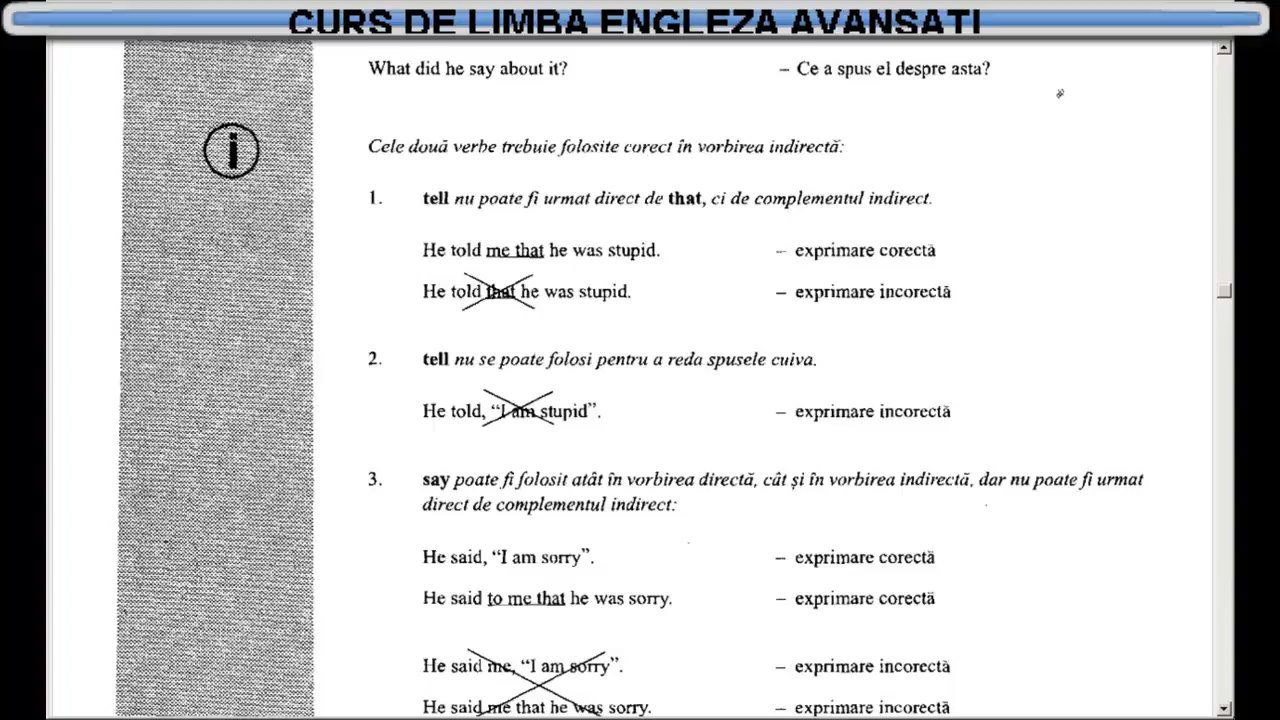 CURS DE LIMBA ENGLEZA AVANSATI
What did he say about it? – Ce a spus el despre asta?
i
Cele două verbe trebuie folosite corect în vorbirea indirectă:
1. tell nu poate fi urmat direct de that, ci de complementul indirect.
He told me that he was stupid. – exprimare corectă
He told that he was stupid. – exprimare incorectă
2. tell nu se poate folosi pentru a reda spusele cuiva.
He told, “I am stupid”. – exprimare incorectă
3. say poate fi folosit atât în vorbirea directă, cât și în vorbirea indirectă, dar nu poate fi urmat
direct de complementul indirect:
He said, “I am sorry”. – exprimare corectă
He said to me that he was sorry. – exprimare corectă
He said me, “I am sorry”. – exprimare incorectă
He said me that he was sorry. – exprimare incorectă